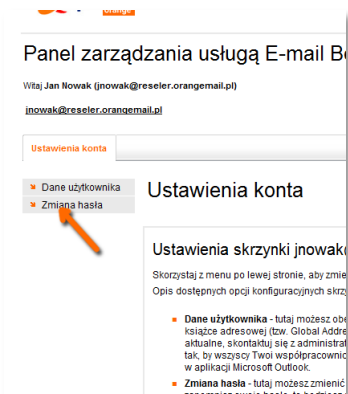 orange
Panel zarządzania usługą E-mail B
Witaj Jan Nowak (jnowak@reseler.orangemail.pl)
jnowak@reseler.orangemail.pl
Ustawienia konta
Dane użytkownika
Zmiana hasła
Ustawienia konta
Ustawienia skrzynki jnowak
Skorzystaj z menu po lewej stronie, aby zmie
Opis dostępnych opcji konfiguracyjnych skrzy
Dane użytkownika - tutaj możesz obe
książce adresowej (tzw. Global Addre
aktualne, skontaktuj się z administrat
tak, by wszyscy Twoi współpracownic
w aplikacji Microsoft Outlook.
Zmiana hasła - tutaj możesz zmienić